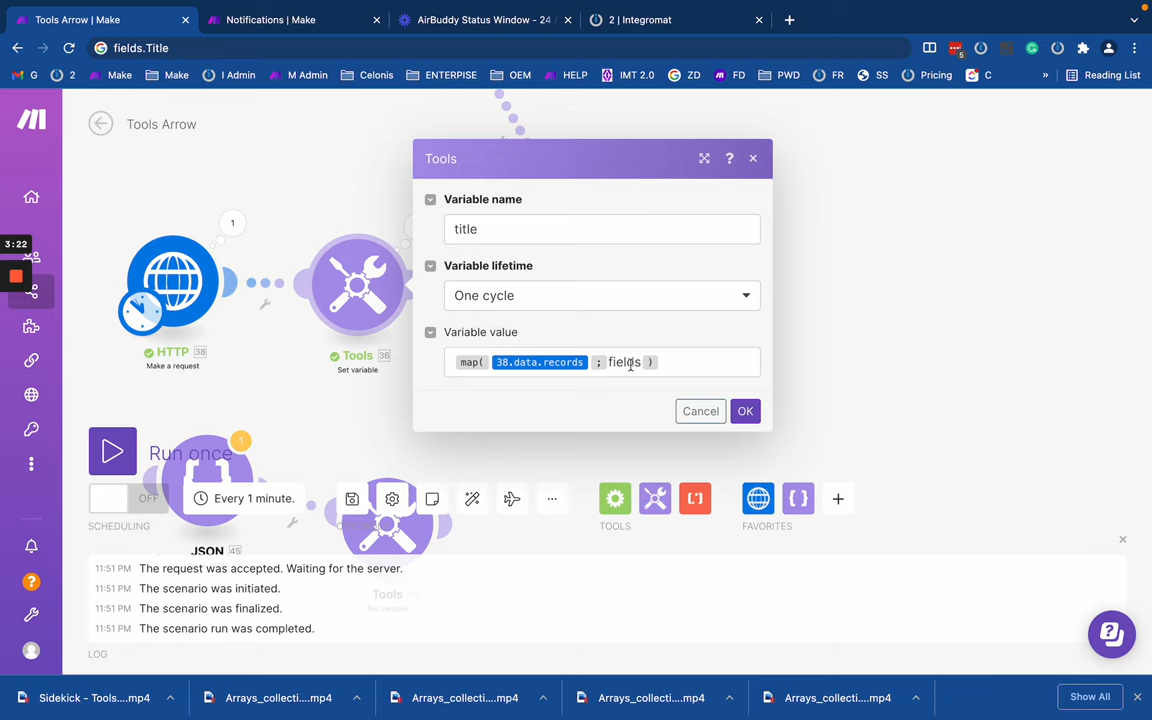 Tools Arrow | Make
Notifications | Make
AirBuddy Status Window - 24
2 | Integromat
fields.Title
G
2
Make
Make
I Admin
M Admin
Celonis
ENTERPISE
OEM
HELP
IMT 2.0
ZD
FD
PWD
FR
SS
Pricing
C
»
Reading List
Tools Arrow
3:22
1
HTTP 38
Make a request
Tools 36
Set variable
Tools
?
Variable name
title
Variable lifetime
One cycle
Variable value
map( 38.data.records ; fields )
Cancel
OK
Run once
1
OFF
Every 1 minute.
SCHEDULING
TOOLS
FAVORITES
JSON 45
Tools
Set variable
11:51 PM The request was accepted. Waiting for the server.
11:51 PM The scenario was initiated.
11:51 PM The scenario was finalized.
11:51 PM The scenario run was completed.
LOG
Sidekick - Tools....mp4
Arrays_collecti....mp4
Arrays_collecti....mp4
Arrays_collecti....mp4
Arrays_collecti....mp4
Show All